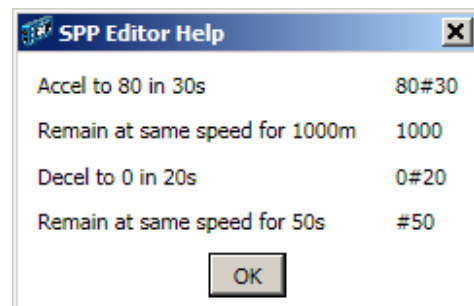 SPP Editor Help
Accel to 80 in 30s 80#30
Remain at same speed for 1000m 1000
Decel to 0 in 20s 0#20
Remain at same speed for 50s #50
OK